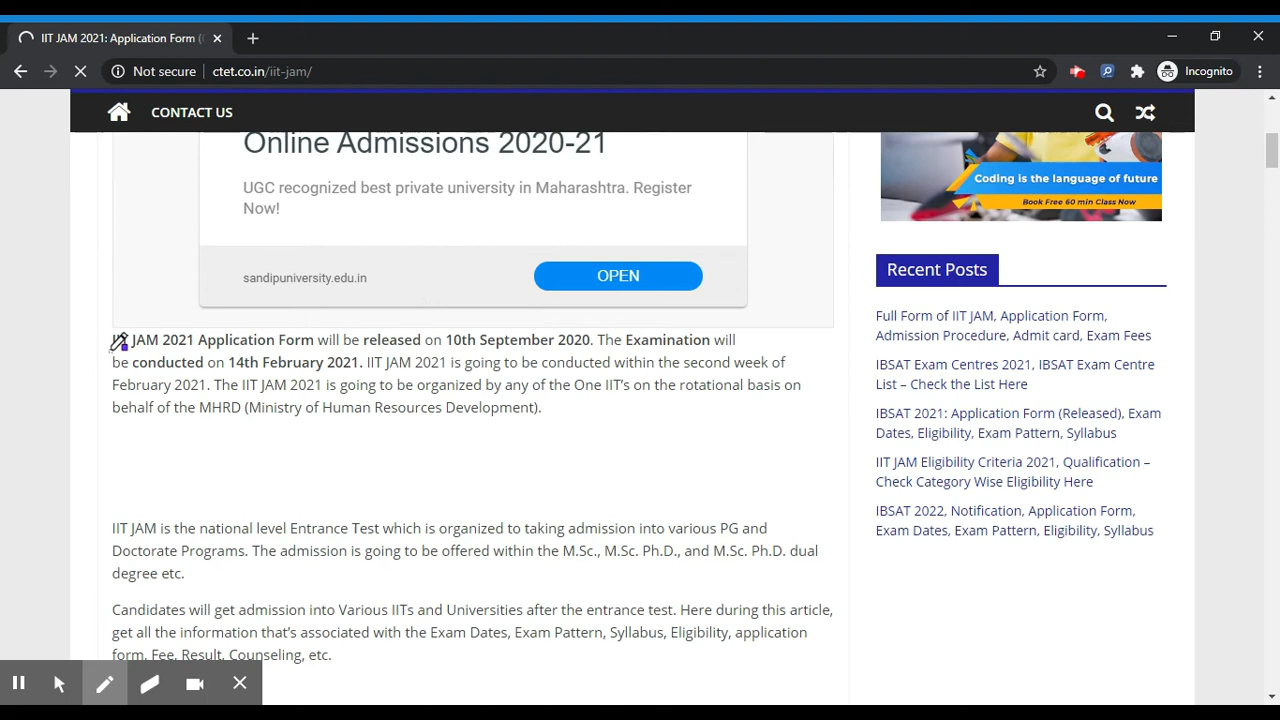 IIT JAM 2021: Application Form (
Not secure
ctet.co.in/iit-jam/
Incognito
CONTACT US
Online Admissions 2020-21
UGC recognized best private university in Maharashtra. Register
Now!
sandipuniversity.edu.in
OPEN
IIT JAM 2021 Application Form will be released on 10th September 2020. The Examination will
be conducted on 14th February 2021. IIT JAM 2021 is going to be conducted within the second week of
February 2021. The IIT JAM 2021 is going to be organized by any of the One IIT’s on the rotational basis on
behalf of the MHRD (Ministry of Human Resources Development).
IIT JAM is the national level Entrance Test which is organized to taking admission into various PG and
Doctorate Programs. The admission is going to be offered within the M.Sc., M.Sc. Ph.D., and M.Sc. Ph.D. dual
degree etc.
Candidates will get admission into Various IITs and Universities after the entrance test. Here during this article,
get all the information that’s associated with the Exam Dates, Exam Pattern, Syllabus, Eligibility, application
form, Fee, Result, Counseling, etc.
Coding is the language of future
Book Free 60 min Class Now
Recent Posts
Full Form of IIT JAM, Application Form,
Admission Procedure, Admit card, Exam Fees
IBSAT Exam Centres 2021, IBSAT Exam Centre
List – Check the List Here
IBSAT 2021: Application Form (Released), Exam
Dates, Eligibility, Exam Pattern, Syllabus
IIT JAM Eligibility Criteria 2021, Qualification –
Check Category Wise Eligibility Here
IBSAT 2022, Notification, Application Form,
Exam Dates, Exam Pattern, Eligibility, Syllabus